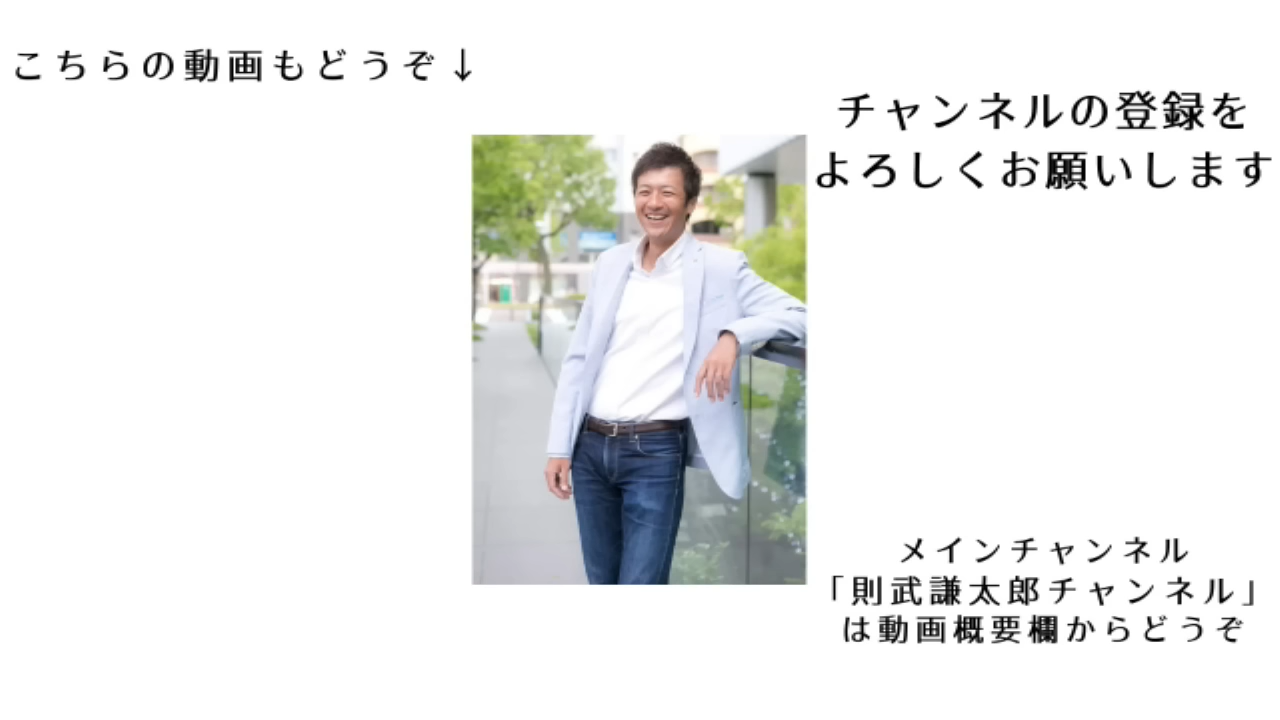 こちらの動画もどうぞ↓
チャンネルの登録を
よろしくお願いします
メインチャンネル
「則武謙太郎チャンネル」
は動画概要欄からどうぞ